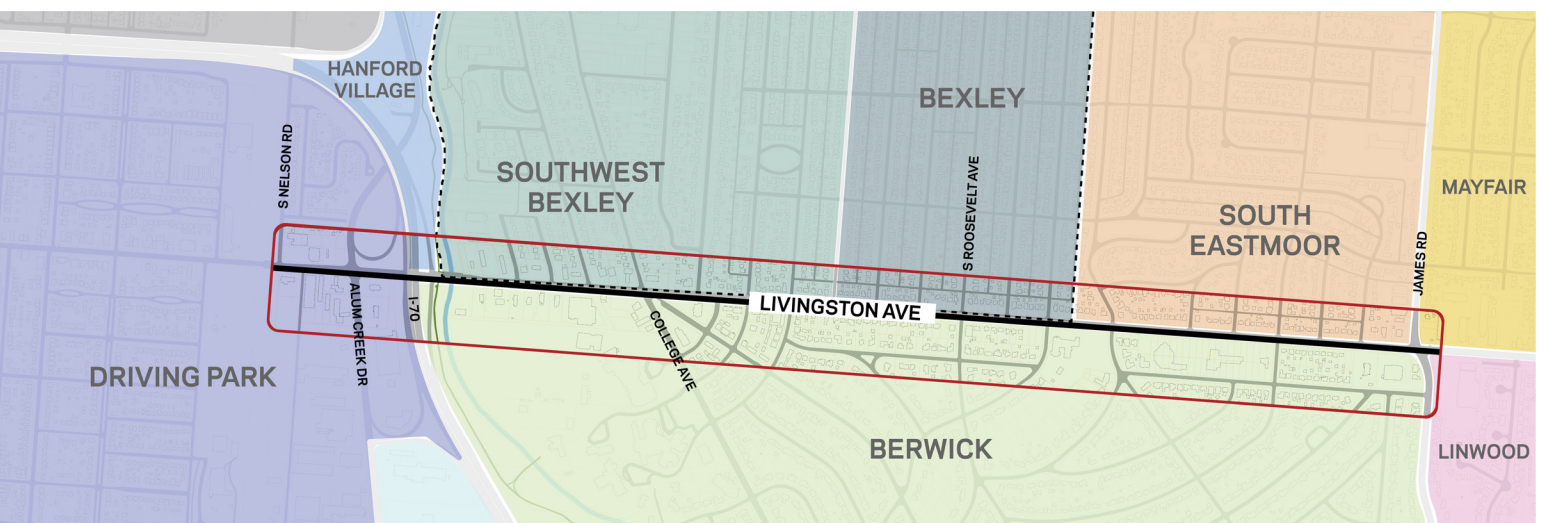 HANFORD
VILLAGE
BEXLEY
S NELSON RD
SOUTHWEST
BEXLEY
S ROOSEVELT AVE
SOUTH
EASTMOOR
MAYFAIR
JAMES RD
ALUM CREEK DR
I-70
LIVINGSTON AVE
COLLEGE AVE
DRIVING PARK
BERWICK
LINWOOD